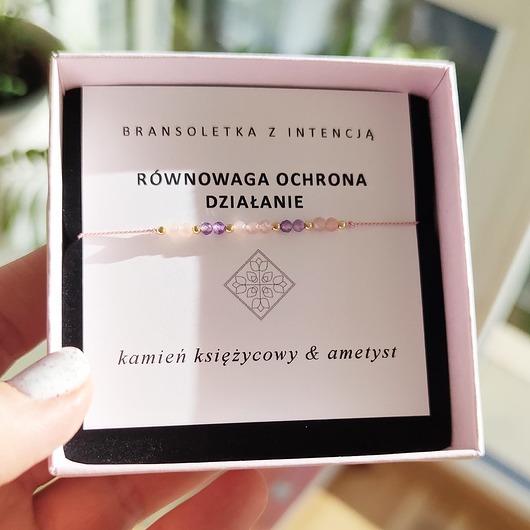 BRANSOLETKA Z INTENCJĄ
RÓWNOWAGA OCHRONA
DZIAŁANIE
kamień księżycowy & ametyst